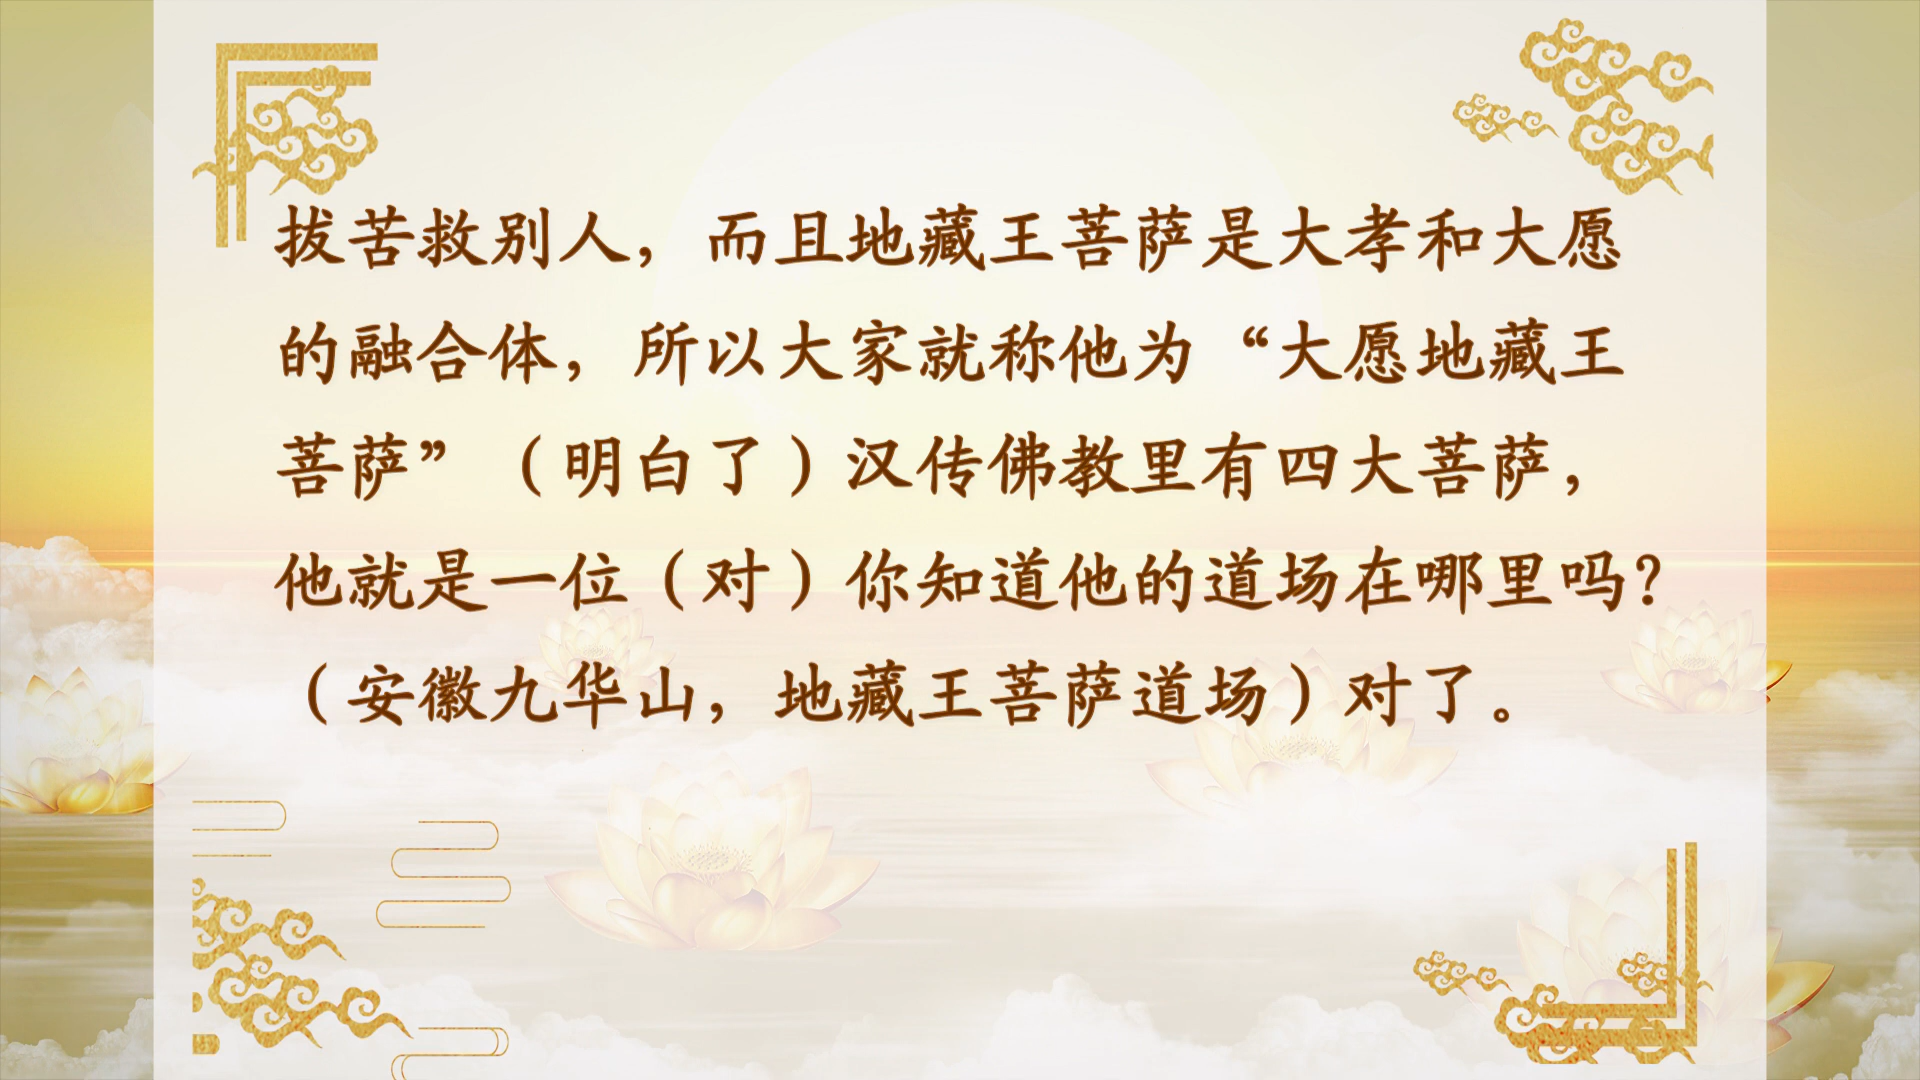 拔苦救别人，而且地藏王菩萨是大孝和大愿
的融合体，所以大家就称他为“大愿地藏王
菩萨”（明白了）汉传佛教里有四大菩萨，
他就是一位（对）你知道他的道场在哪里吗？
（安徽九华山，地藏王菩萨道场）对了。